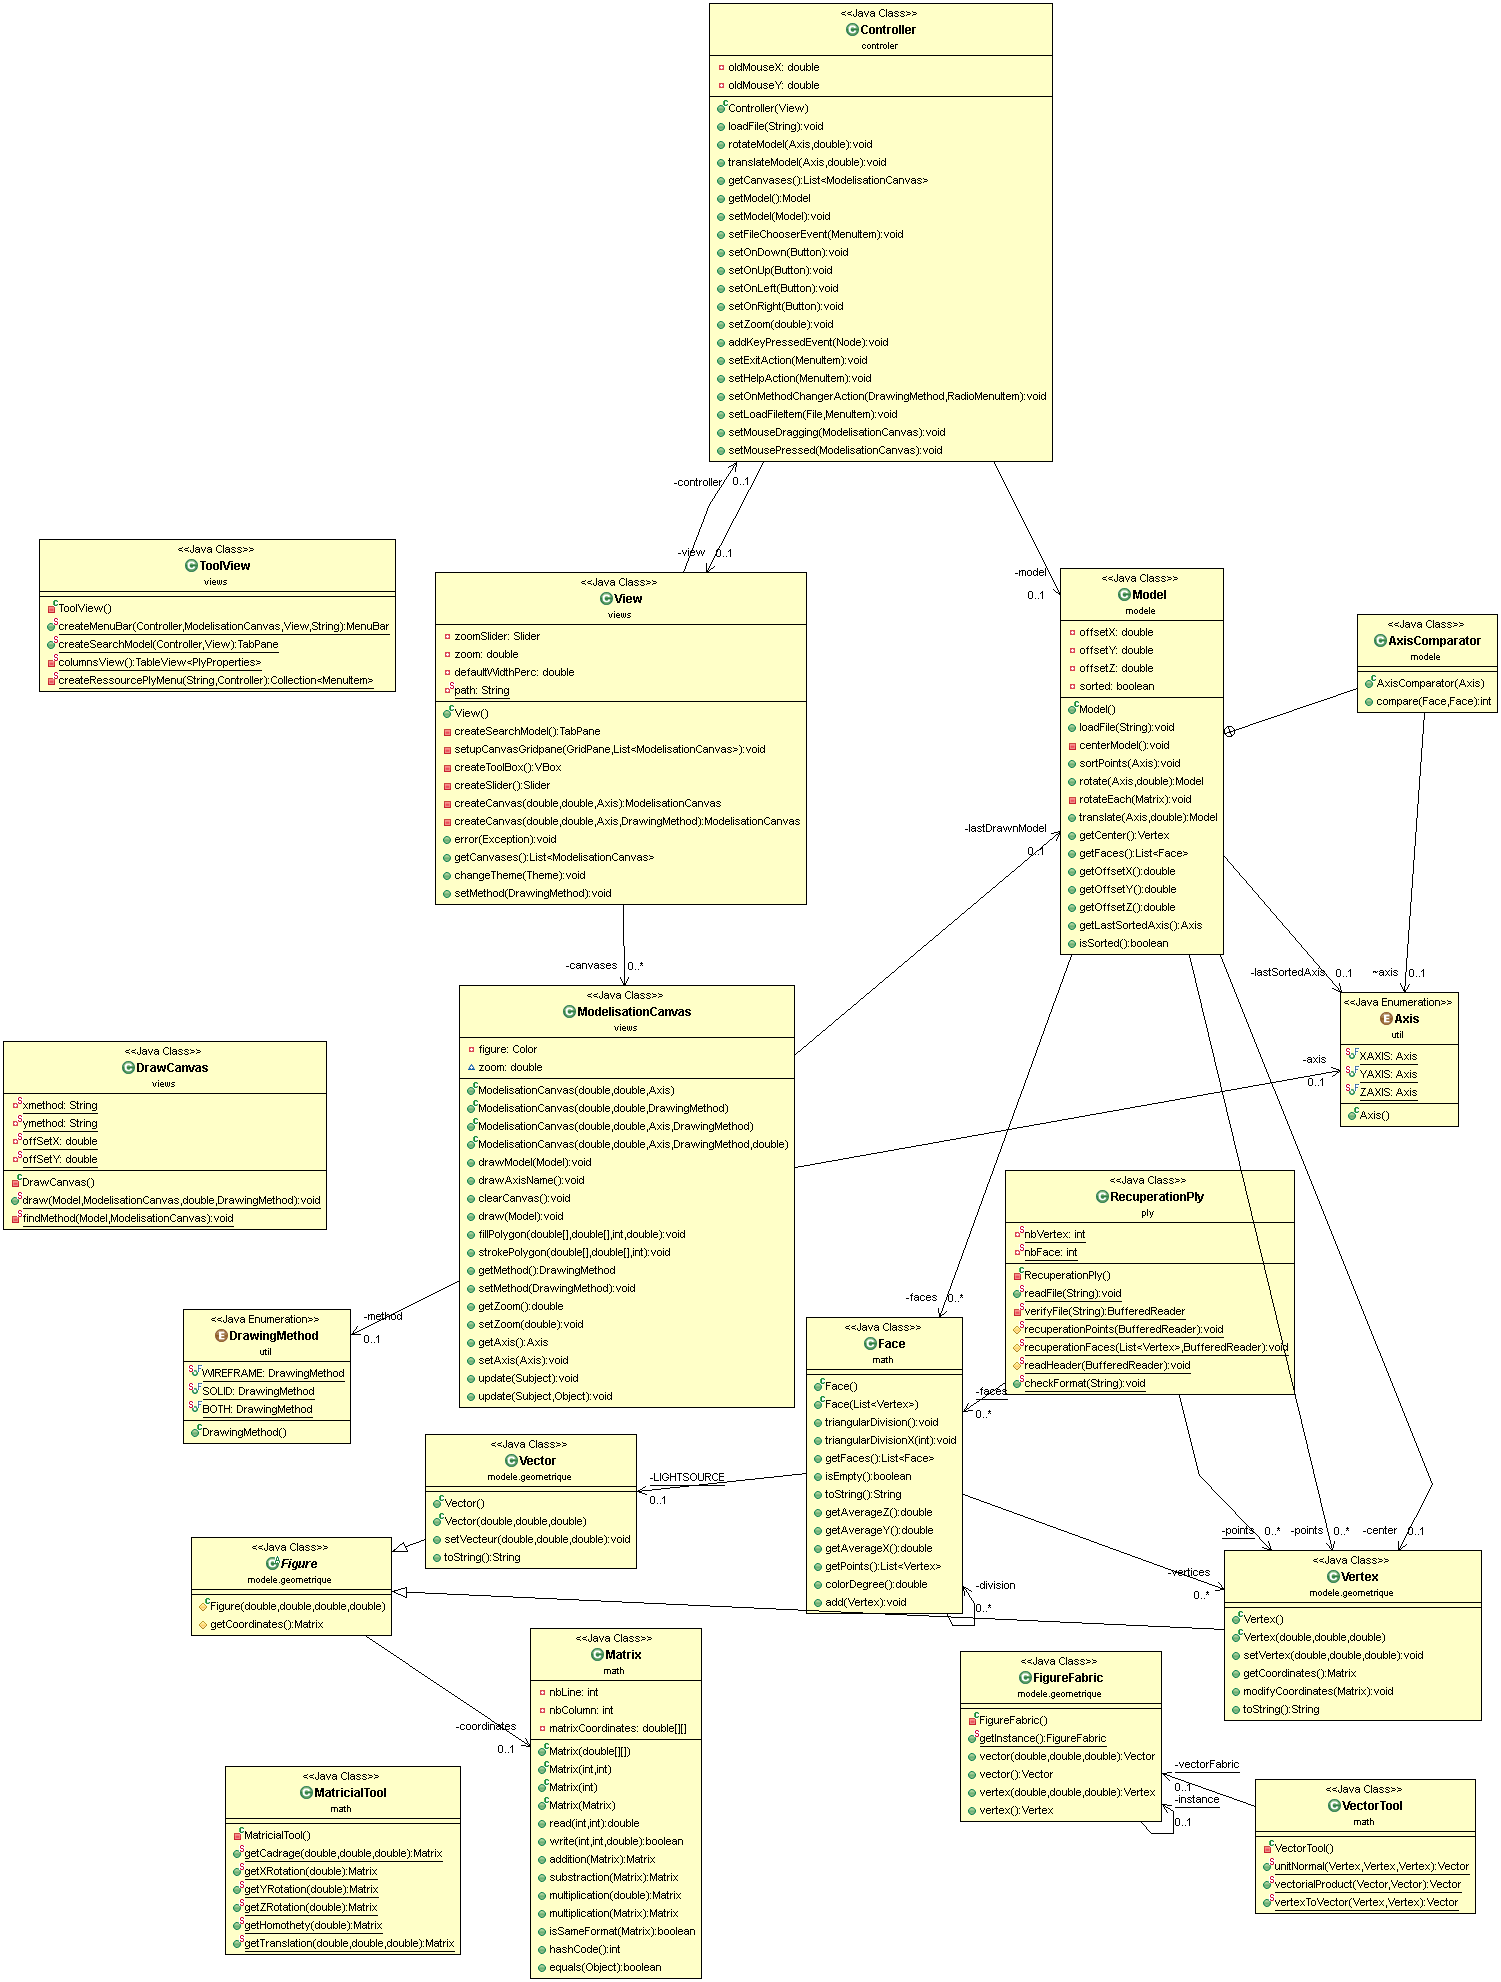 <<Java Class>>
Controller
controler
oldMouseX: double
oldMouseY: double
Controller(View)
loadFile(String):void
rotateModel(Axis,double):void
translateModel(Axis,double):void
getCanvases():List<ModelisationCanvas>
getModel():Model
setModel(Model):void
setFileChooserEvent(MenuItem):void
setOnDown(Button):void
setOnUp(Button):void
setOnLeft(Button):void
setOnRight(Button):void
setZoom(double):void
addKeyPressedEvent(Node):void
setExitAction(MenuItem):void
setHelpAction(MenuItem):void
setOnMethodChangerAction(DrawingMethod,RadioMenuItem):void
setLoadFileItem(File,MenuItem):void
setMouseDragging(ModelisationCanvas):void
setMousePressed(ModelisationCanvas):void
-controller
0..1
-view
0..1
-model
0..1
<<Java Class>>
ToolView
views
ToolView()
createMenuBar(Controller,ModelisationCanvas,View,String):MenuBar
createSearchModel(Controller,View):TabPane
columnsView():TableView<PlyProperties>
createRessourcePlyMenu(String,Controller):Collection<MenuItem>
<<Java Class>>
View
views
zoomSlider: Slider
zoom: double
defaultWidthPerc: double
path: String
View()
createSearchModel():TabPane
setupCanvasGridpane(GridPane,List<ModelisationCanvas>):void
createToolBox():VBox
createSlider():Slider
createCanvas(double,double,Axis):ModelisationCanvas
createCanvas(double,double,Axis,DrawingMethod):ModelisationCanvas
error(Exception):void
getCanvases():List<ModelisationCanvas>
changeTheme(Theme):void
setMethod(DrawingMethod):void
<<Java Class>>
Model
modele
offsetX: double
offsetY: double
offsetZ: double
sorted: boolean
Model()
loadFile(String):void
centerModel():void
sortPoints(Axis):void
rotate(Axis,double):Model
rotateEach(Matrix):void
translate(Axis,double):Model
getCenter():Vertex
getFaces():List<Face>
getOffsetX():double
getOffsetY():double
getOffsetZ():double
getLastSortedAxis():Axis
isSorted():boolean
<<Java Class>>
AxisComparator
modele
AxisComparator(Axis)
compare(Face,Face):int
-lastDrawnModel
0..1
-canvases
0..*
-lastSortedAxis
0..1
~axis
0..1
<<Java Class>>
ModelisationCanvas
views
figure: Color
zoom: double
ModelisationCanvas(double,double,Axis)
ModelisationCanvas(double,double,DrawingMethod)
ModelisationCanvas(double,double,Axis,DrawingMethod)
ModelisationCanvas(double,double,Axis,DrawingMethod,double)
drawModel(Model):void
drawAxisName():void
clearCanvas():void
draw(Model):void
fillPolygon(double[],double[],int,double):void
strokePolygon(double[],double[],int):void
getMethod():DrawingMethod
setMethod(DrawingMethod):void
getZoom():double
setZoom(double):void
getAxis():Axis
setAxis(Axis):void
update(Subject):void
update(Subject,Object):void
<<Java Enumeration>>
Axis
util
XAXIS: Axis
YAXIS: Axis
ZAXIS: Axis
Axis()
-axis
0..1
<<Java Class>>
DrawCanvas
views
xmethod: String
ymethod: String
offSetX: double
offSetY: double
DrawCanvas()
draw(Model,ModelisationCanvas,double,DrawingMethod):void
findMethod(Model,ModelisationCanvas):void
<<Java Class>>
RecuperationPly
ply
nbVertex: int
nbFace: int
RecuperationPly()
readFile(String):void
verifyFile(String):BufferedReader
recuperationPoints(BufferedReader):void
recuperationFaces(List<Vertex>,BufferedReader):void
readHeader(BufferedReader):void
checkFormat(String):void
-method
0..1
<<Java Enumeration>>
DrawingMethod
util
WIREFRAME: DrawingMethod
SOLID: DrawingMethod
BOTH: DrawingMethod
DrawingMethod()
-faces
0..*
<<Java Class>>
Face
math
Face()
Face(List<Vertex>)
triangularDivision():void
triangularDivisionX(int):void
getFaces():List<Face>
isEmpty():boolean
toString():String
getAverageZ():double
getAverageY():double
getAverageX():double
getPoints():List<Vertex>
colorDegree():double
add(Vertex):void
-faces
0..*
<<Java Class>>
Vector
modele.geometrique
Vector()
Vector(double,double,double)
setVecteur(double,double,double):void
toString():String
-LIGHTSOURCE
0..1
<<Java Class>>
Figure
modele.geometrique
Figure(double,double,double,double)
getCoordinates():Matrix
-points
0..*
-points
0..*
-center
0..1
-vertices
0..*
-division
0..*
<<Java Class>>
Vertex
modele.geometrique
Vertex()
Vertex(double,double,double)
setVertex(double,double,double):void
getCoordinates():Matrix
modifyCoordinates(Matrix):void
toString():String
<<Java Class>>
Matrix
math
nbLine: int
nbColumn: int
matrixCoordinates: double[][]
Matrix(double[][])
Matrix(int,int)
Matrix(int)
Matrix(Matrix)
read(int,int):double
write(int,int,double):boolean
addition(Matrix):Matrix
substraction(Matrix):Matrix
multiplication(double):Matrix
multiplication(Matrix):Matrix
isSameFormat(Matrix):boolean
hashCode():int
equals(Object):boolean
-coordinates
0..1
<<Java Class>>
FigureFabric
modele.geometrique
FigureFabric()
getInstance():FigureFabric
vector(double,double,double):Vector
vector():Vector
vertex(double,double,double):Vertex
vertex():Vertex
-vectorFabric
0..1
-instance
0..1
<<Java Class>>
MatricialTool
math
MatricialTool()
getCadrage(double,double,double):Matrix
getXRotation(double):Matrix
getYRotation(double):Matrix
getZRotation(double):Matrix
getHomothety(double):Matrix
getTranslation(double,double,double):Matrix
<<Java Class>>
VectorTool
math
VectorTool()
unitNormal(Vertex,Vertex,Vertex):Vector
vectorialProduct(Vector,Vector):Vector
vertexToVector(Vertex,Vertex):Vector